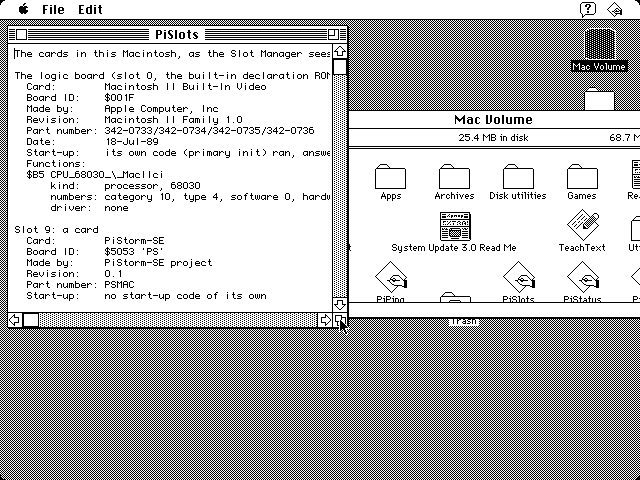 File Edit
PiSlots
The cards in this Macintosh, as the Slot Manager sees
The logic board (slot 0, the built-in declaration ROM
Card: Macintosh II Built-In Video
Board ID: $001F
Made by: Apple Computer, Inc
Revision: Macintosh II Family 1.0
Part number: 342-0733/342-0734/342-0735/342-0736
Date: 18-Jul-89
Start-up: its own code (primary init) ran, answe
Functions:
$B5 CPU_68030_\_MacIIci
kind: processor, 68030
numbers: category 10, type 4, software 0, hardw
driver: none
Slot 9: a card
Card: PiStorm-SE
Board ID: $5053 'PS'
Made by: PiStorm-SE project
Revision: 0.1
Part number: PSMAC
Start-up: no start-up code of its own
Mac Volume
Mac Volume
25.4 MB in disk 68.7 M
Apps Archives Disk utilities Games Rea
System Update 3.0 Read Me TeachText Uti
PiPing PiSlots PiStatus
Trash